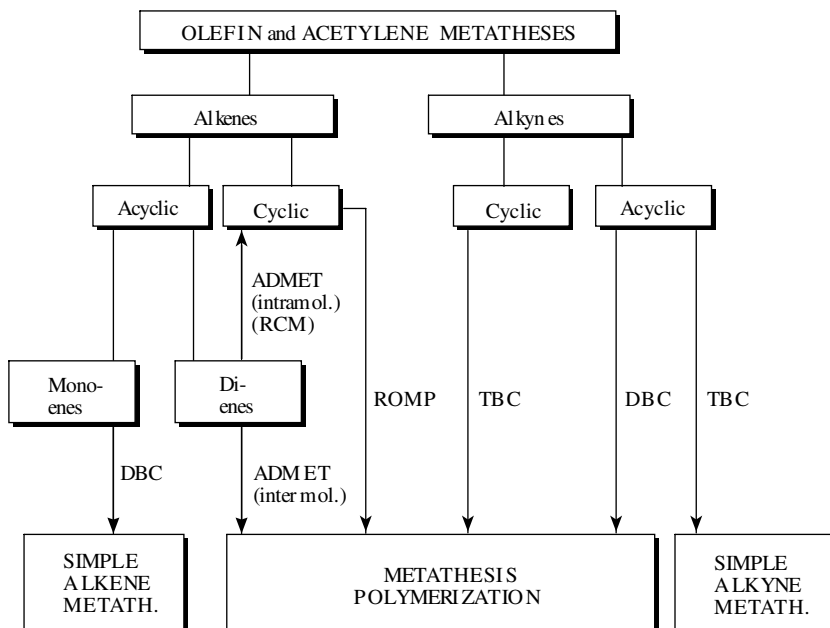 OLEFIN and ACETYLENE METATHESES
Alkenes
Alkynes
Acyclic
Cyclic
Cyclic
Acyclic
ADMET
(intramol.)
(RCM)
Mono-
enes
Di-
enes
ROMP
TBC
DBC
TBC
DBC
ADMET
(intermol.)
SIMPLE
ALKENE
METATH.
METATHESIS
POLYMERIZATION
SIMPLE
ALKYNE
METATH.